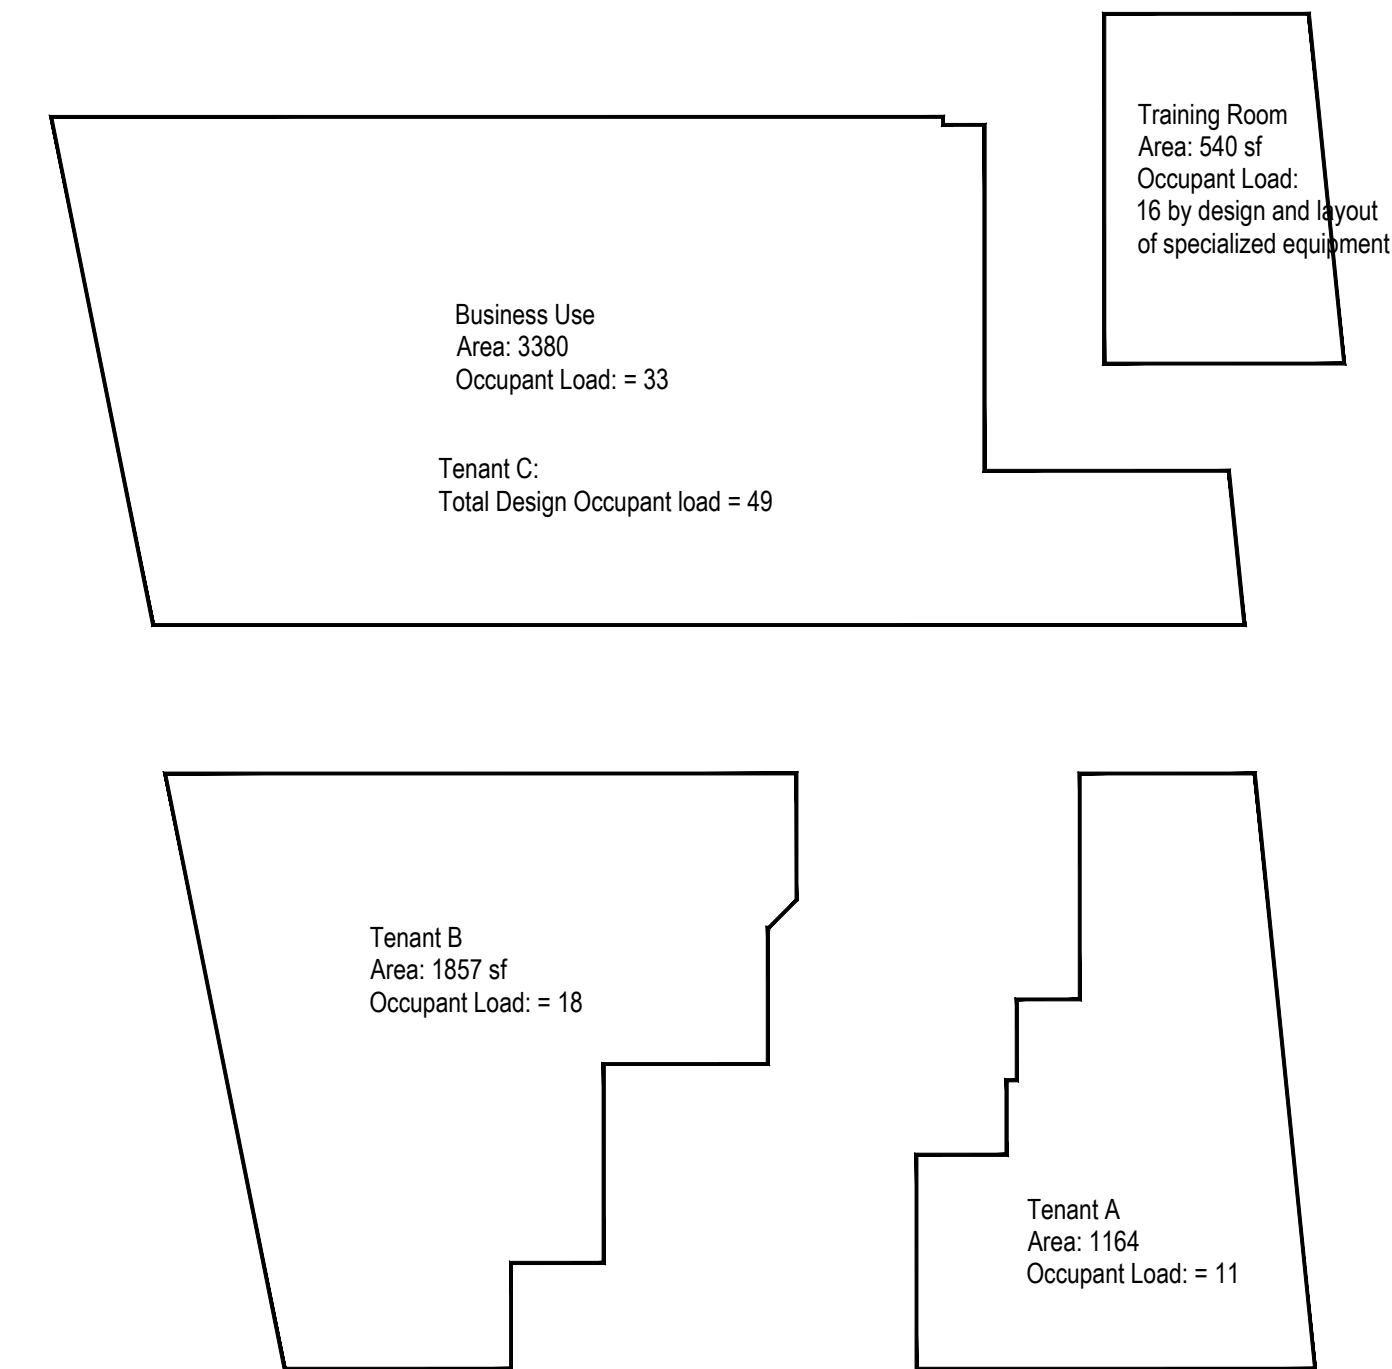 Training Room
Area: 540 sf
Occupant Load:
16 by design and layout
of specialized equipment
Business Use
Area: 3380
Occupant Load: = 33
Tenant C:
Total Design Occupant load = 49
Tenant B
Area: 1857 sf
Occupant Load: = 18
Tenant A
Area: 1164
Occupant Load: = 11